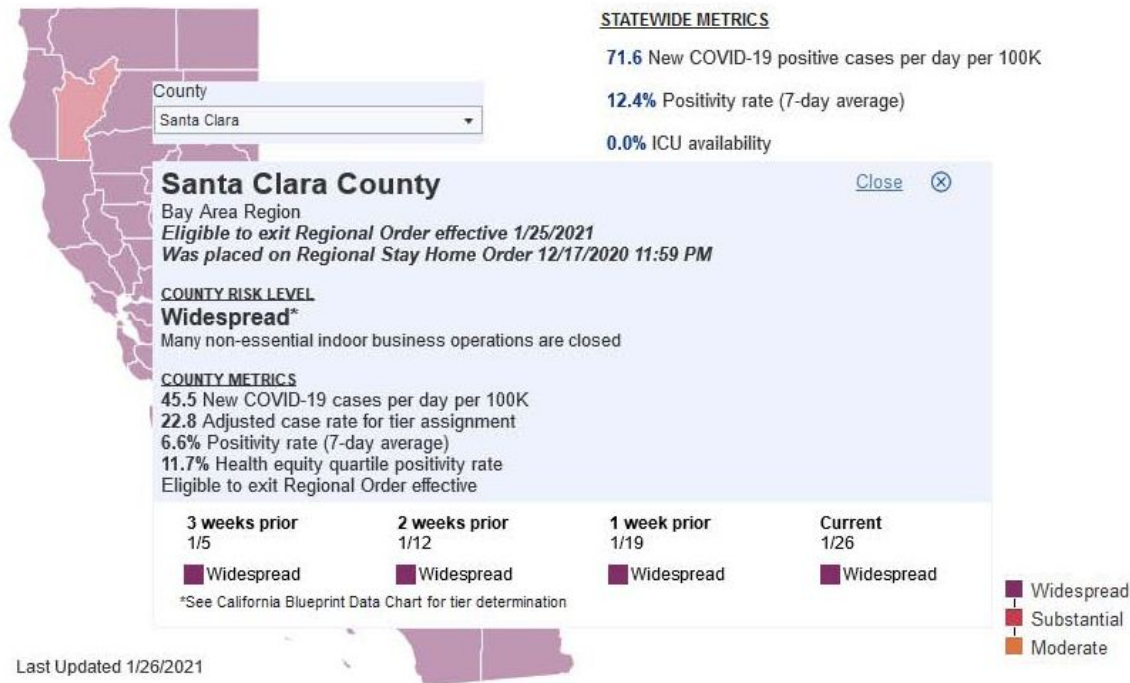 STATEWIDE METRICS
71.6 New COVID-19 positive cases per day per 100K
12.4% Positivity rate (7-day average)
0.0% ICU availability
County
Santa Clara
Santa Clara County
Close
Bay Area Region
Eligible to exit Regional Order effective 1/25/2021
Was placed on Regional Stay Home Order 12/17/2020 11:59 PM
COUNTY RISK LEVEL
Widespread*
Many non-essential indoor business operations are closed
COUNTY METRICS
45.5 New COVID-19 cases per day per 100K
22.8 Adjusted case rate for tier assignment
6.6% Positivity rate (7-day average)
11.7% Health equity quartile positivity rate
Eligible to exit Regional Order effective
3 weeks prior 2 weeks prior 1 week prior Current
1/5 1/12 1/19 1/26
Widespread Widespread Widespread Widespread
*See California Blueprint Data Chart for tier determination
Widespread
Substantial
Moderate
Last Updated 1/26/2021